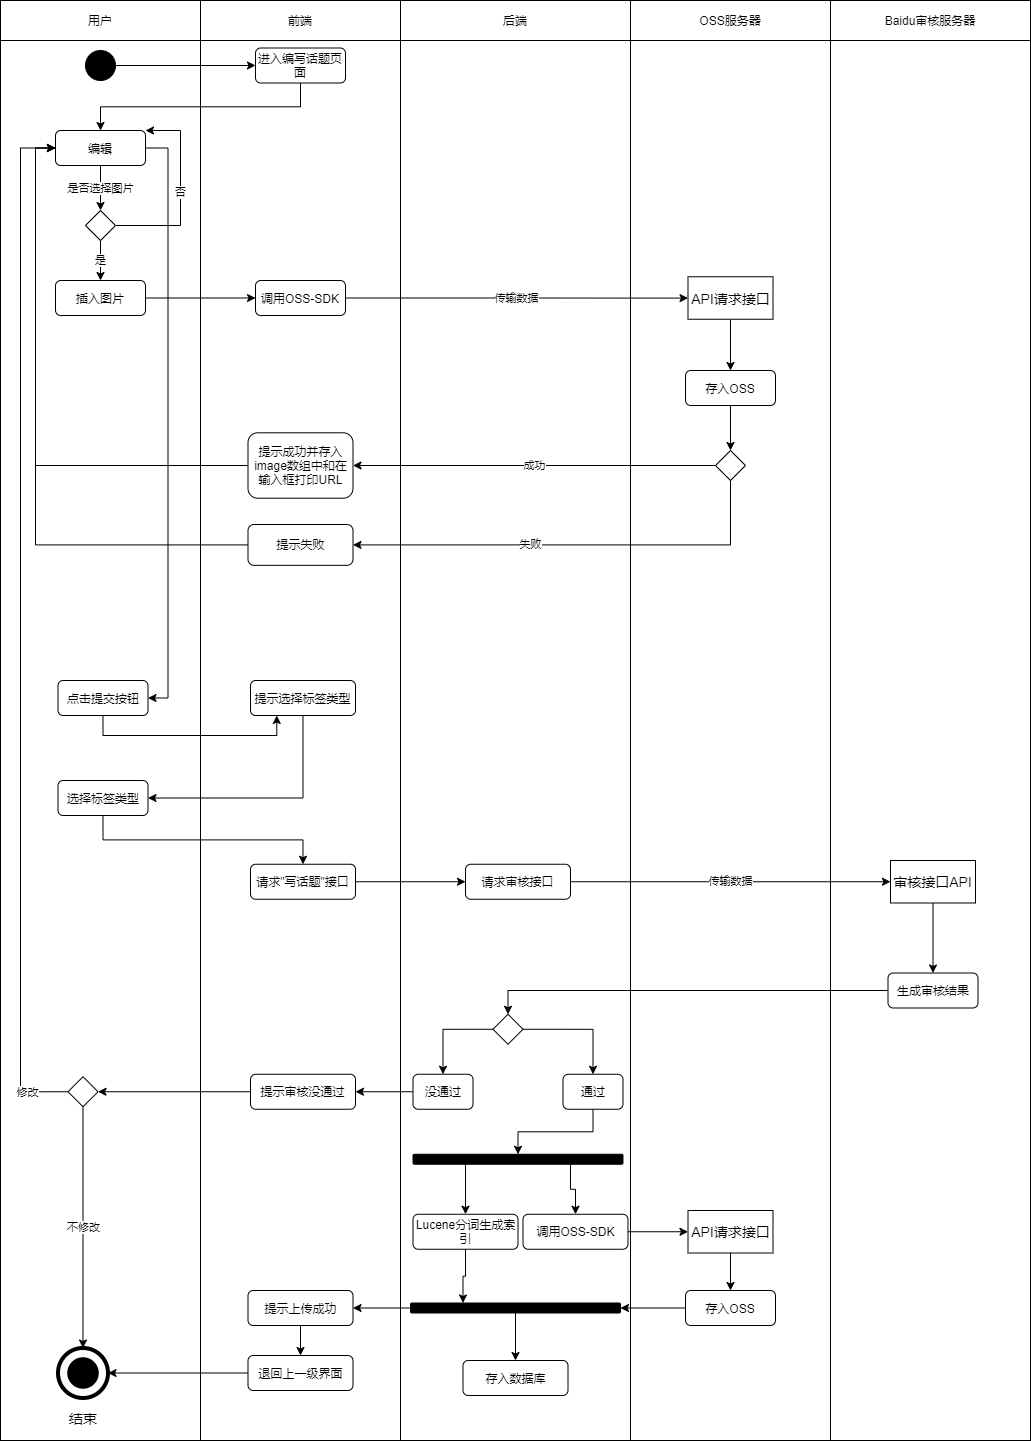 用户
前端
后端
OSS服务器
Baidu审核服务器
进入编写话题页
面
编辑
是否选择图片
否
是
插入图片
调用OSS-SDK
传输数据
API请求接口
存入OSS
提示成功并存入
image数组中和在
输入框打印URL
成功
提示失败
失败
点击提交按钮
提示选择标签类型
选择标签类型
请求"写话题"接口
请求审核接口
传输数据
审核接口API
生成审核结果
修改
提示审核没通过
没通过
通过
不修改
Lucene分词生成索
引
调用OSS-SDK
API请求接口
提示上传成功
存入OSS
退回上一级界面
存入数据库
结束